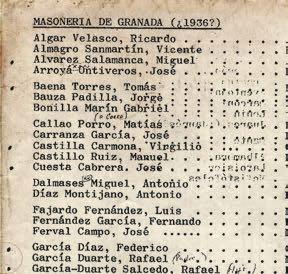 MASONERIA DE GRANADA (¿1936?)
Algar Velasco, Ricardo
Almagro Sanmartín, Vicente
Alvarez Salamanca, Miguel
Arroyo Ontiveros, José
Baena Torres, Tomás
Bauza Padilla, Jorge
Bonilla Marín Gabriel
Callao Porro, Matías
Carranza García, José
Castilla Carmona, Virgilio
Castillo Ruiz, Manuel
Cuesta Cabrera, José
Dalmases Miguel, Antonio
Díaz Montijano, Antonio
Fajardo Fernández, Luis
Fernández García, Fernando
Ferval Campo, José
García Díaz, Federico
García-Duarte, Rafael (Padre)
García-Duarte Salcedo, Rafael